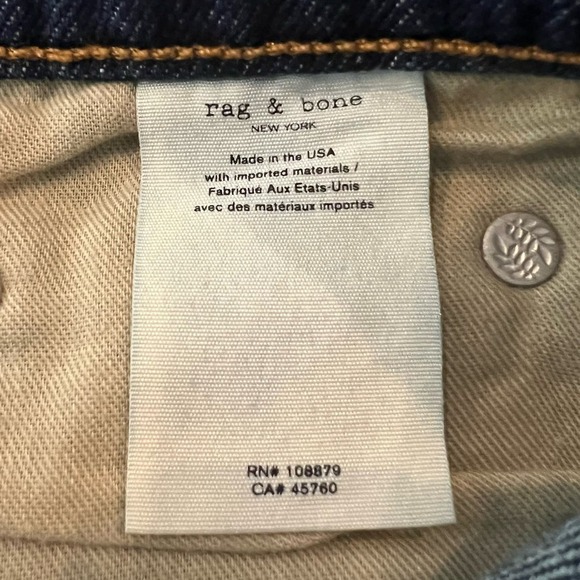 rag & bone
NEW YORK
Made in the USA
with imported materials /
Fabriqué Aux Etats-Unis
avec des matériaux importés
RN# 108879
CA# 45760